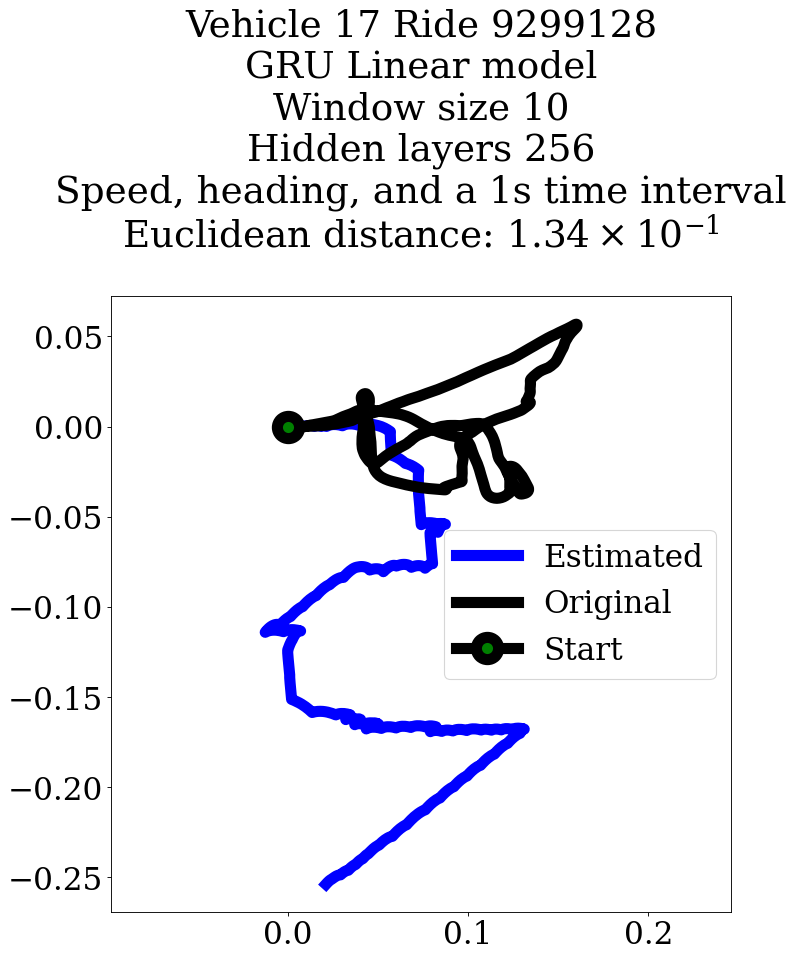 Vehicle 17 Ride 9299128
GRU Linear model
Window size 10
Hidden layers 256
Speed, heading, and a 1s time interval
Euclidean distance: 1.34 × 10⁻¹
0.05
0.00
−0.05
−0.10
−0.15
−0.20
−0.25
Estimated
Original
Start
0.0 0.1 0.2